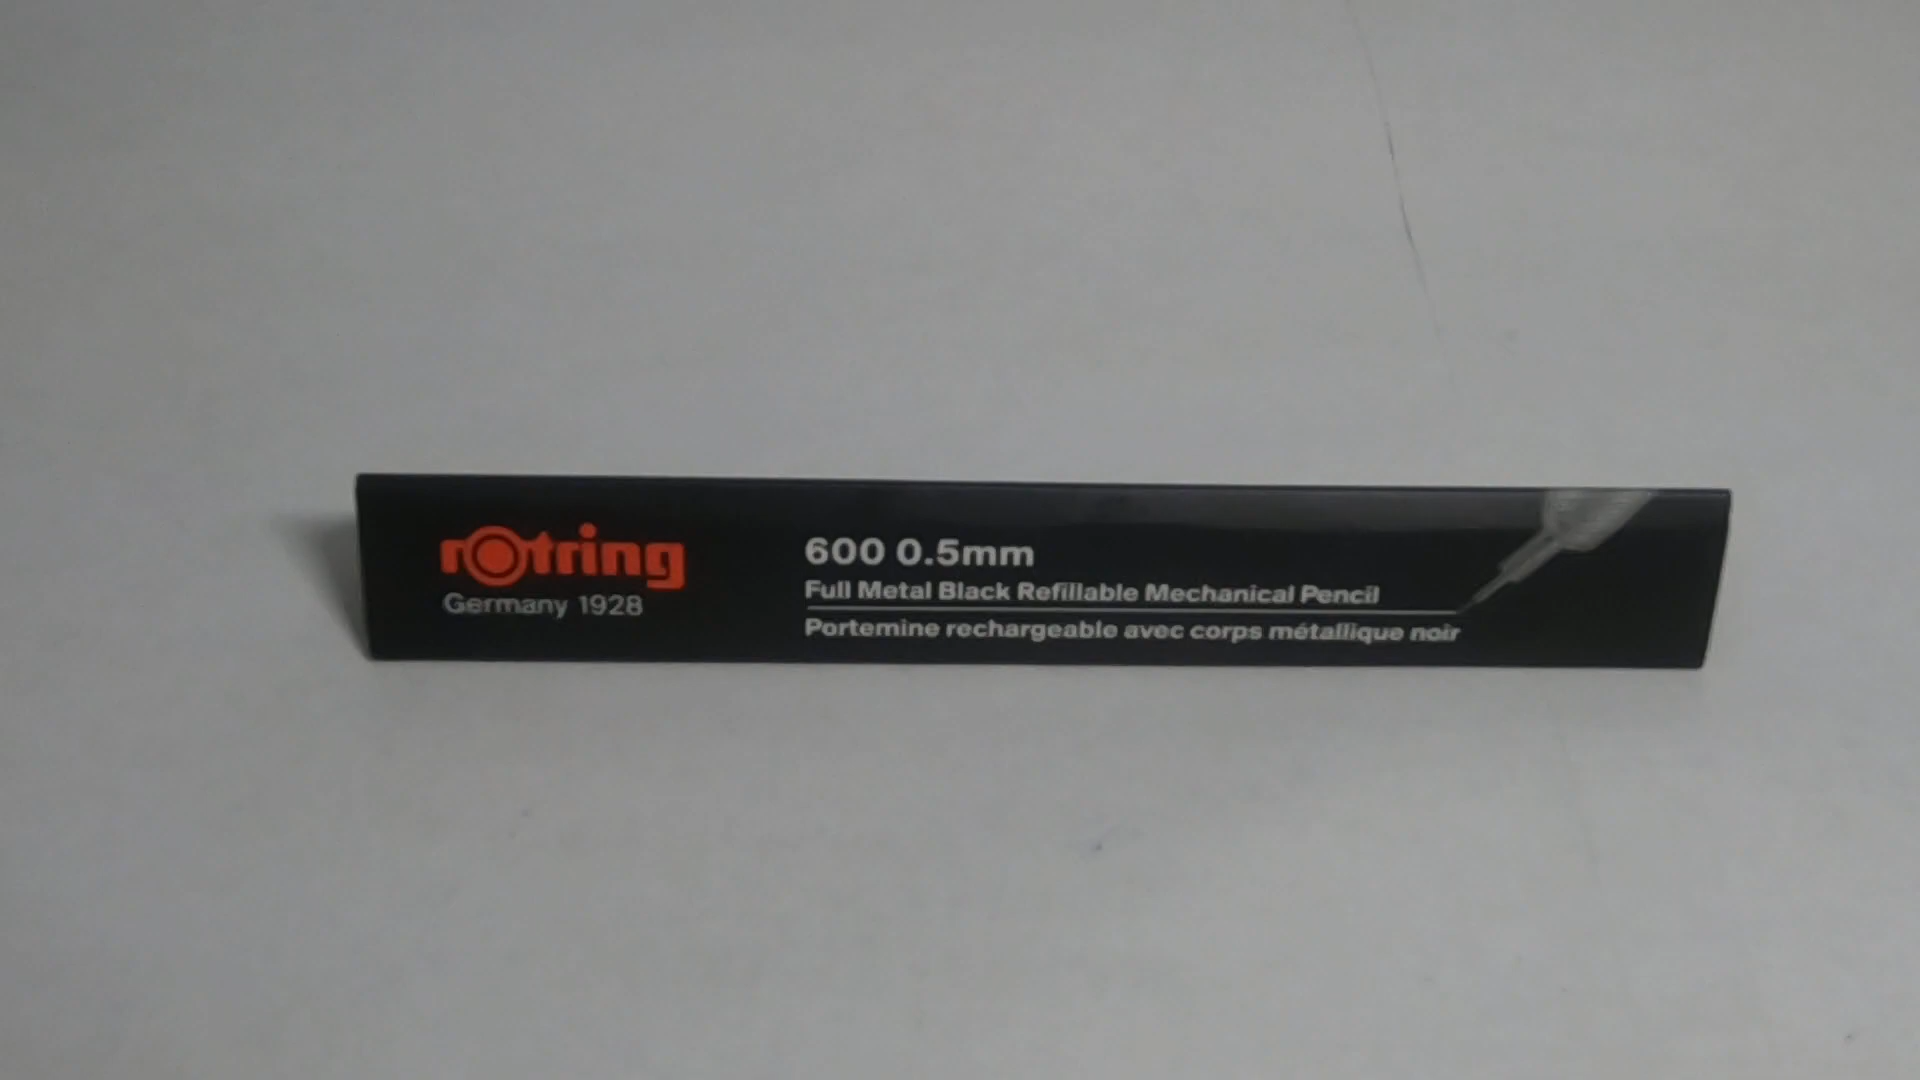 rotring
Germany 1928
600 0.5mm
Full Metal Black Refillable Mechanical Pencil
Portemine rechargeable avec corps métallique noir